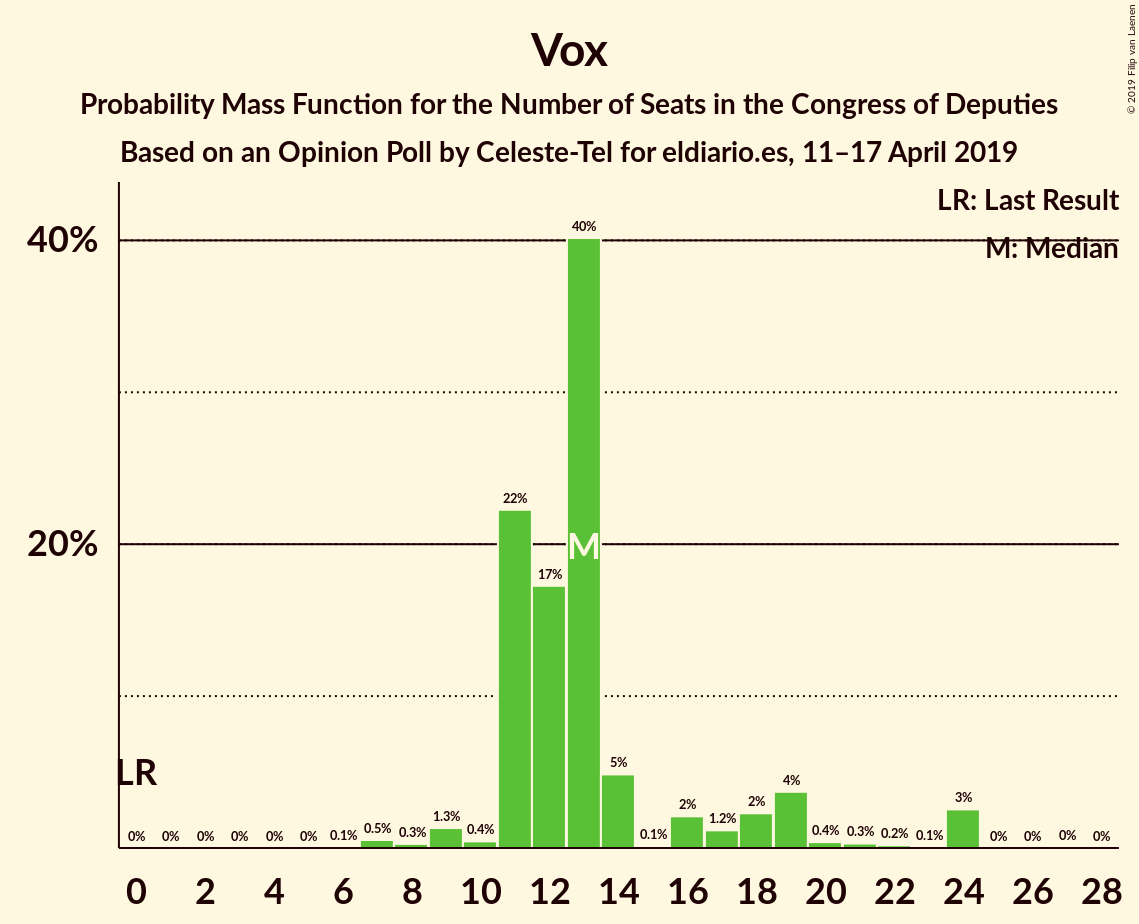 Vox
Probability Mass Function for the Number of Seats in the Congress of Deputies
Based on an Opinion Poll by Celeste-Tel for eldiario.es, 11–17 April 2019
© 2019 Filip van Laenen
LR: Last Result
M: Median
40%
20%
40%
22%
M
17%
LR
5%
4%
3%
2%
2%
1.3%
1.2%
0% 0% 0% 0% 0% 0% 0.1% 0.5% 0.3% 0.4% 0.1% 0.4% 0.3% 0.2% 0.1% 0% 0% 0% 0%
0 2 4 6 8 10 12 14 16 18 20 22 24 26 28